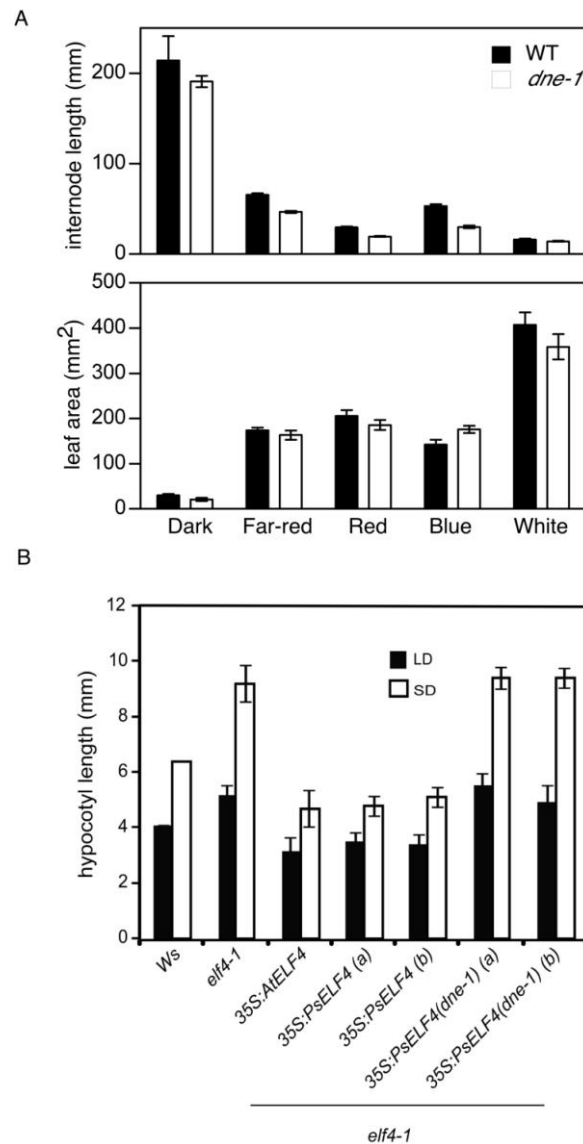 A
WT
dne-1
internode length (mm)
200
100
0
leaf area (mm2)
500
400
300
200
100
0
Dark Far-red Red Blue White
B
hypocotyl length (mm)
12
10
8
6
4
2
0
LD
SD
Ws
elf4-1
35S:AtELF4
35S:PsELF4 (a)
35S:PsELF4 (b)
35S:PsELF4(dne-1) (a)
35S:PsELF4(dne-1) (b)
elf4-1